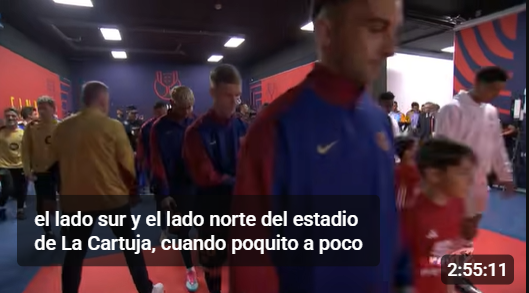 el lado sur y el lado norte del estadio
de La Cartuja, cuando poquito a poco
2:55:11